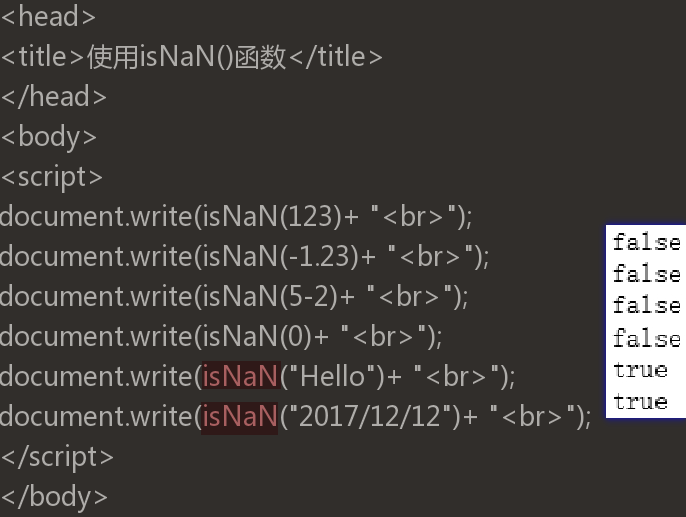 <head>
<title>使用isNaN()函数</title>
</head>
<body>
<script>
document.write(isNaN(123)+ "<br>");
document.write(isNaN(-1.23)+ "<br>");
document.write(isNaN(5-2)+ "<br>");
document.write(isNaN(0)+ "<br>");
document.write(isNaN("Hello")+ "<br>");
document.write(isNaN("2017/12/12")+ "<br>");
</script>
</body>
false
false
false
false
true
true